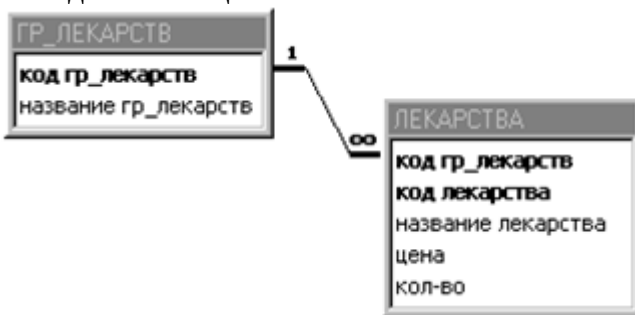 ГР_ЛЕКАРСТВ
код гр_лекарств
название гр_лекарств
1
∞
ЛЕКАРСТВА
код гр_лекарств
код лекарства
название лекарства
цена
кол-во